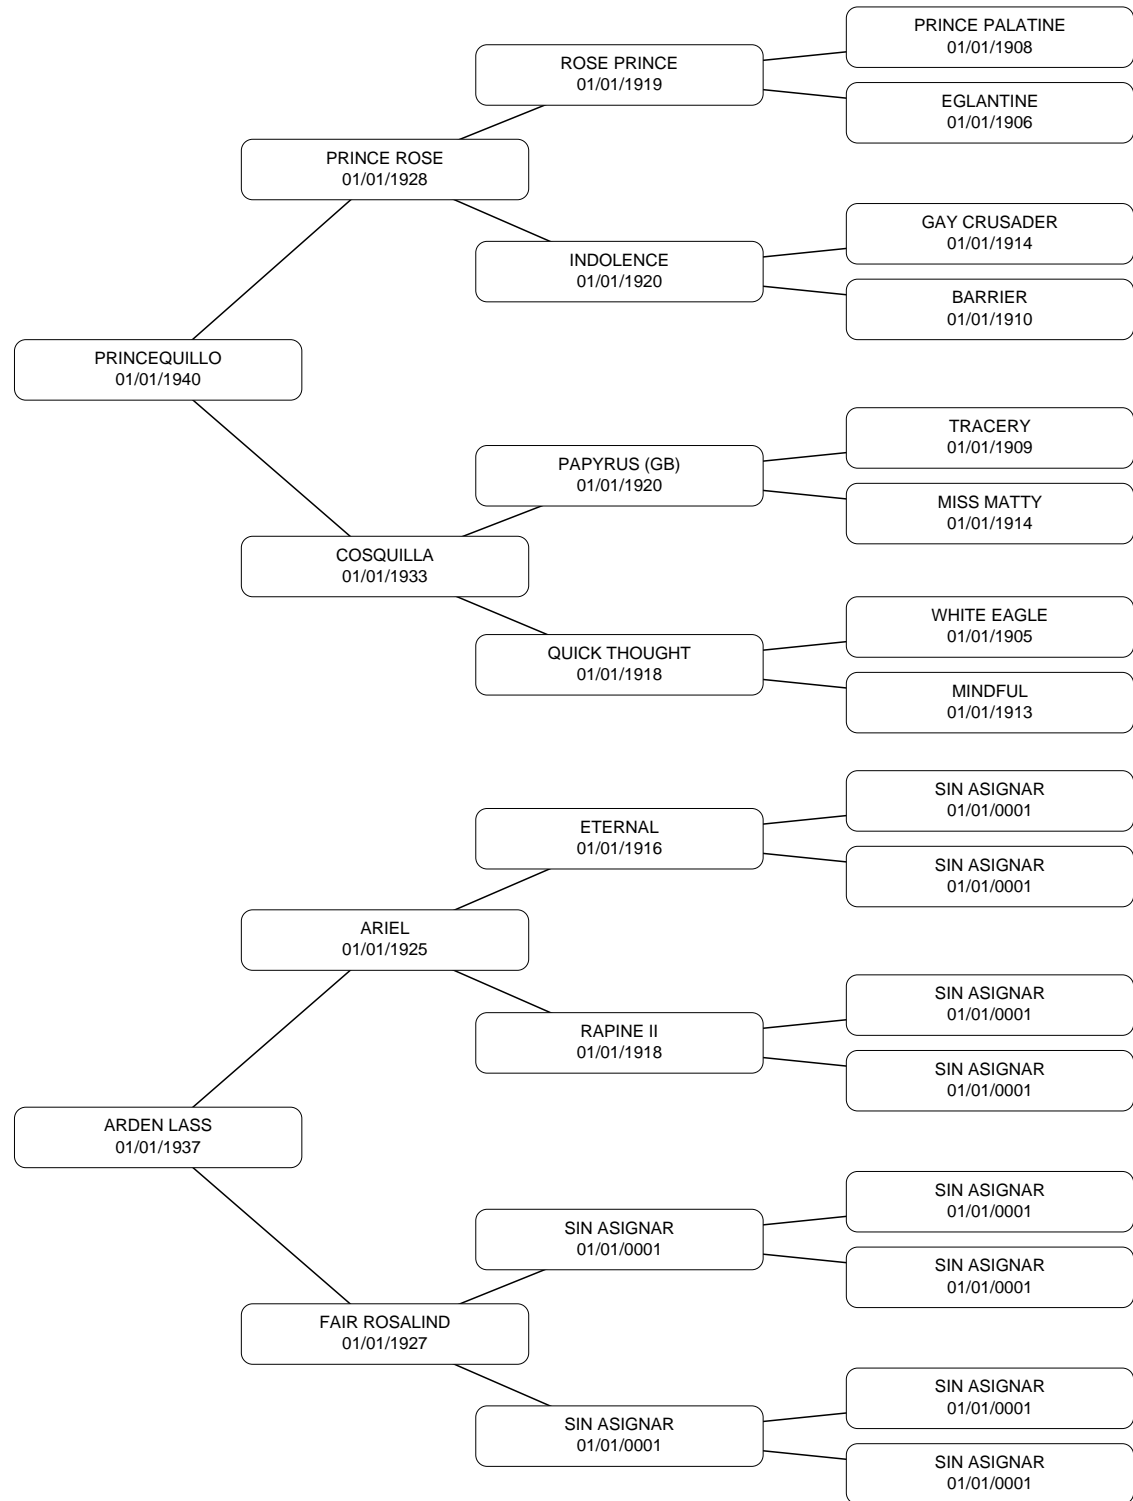 PRINCE PALATINE
01/01/1908
ROSE PRINCE
01/01/1919
EGLANTINE
01/01/1906
PRINCE ROSE
01/01/1928
GAY CRUSADER
01/01/1914
INDOLENCE
01/01/1920
BARRIER
01/01/1910
PRINCEQUILLO
01/01/1940
TRACERY
01/01/1909
PAPYRUS (GB)
01/01/1920
MISS MATTY
01/01/1914
COSQUILLA
01/01/1933
WHITE EAGLE
01/01/1905
QUICK THOUGHT
01/01/1918
MINDFUL
01/01/1913
SIN ASIGNAR
01/01/0001
ETERNAL
01/01/1916
SIN ASIGNAR
01/01/0001
ARIEL
01/01/1925
SIN ASIGNAR
01/01/0001
RAPINE II
01/01/1918
SIN ASIGNAR
01/01/0001
ARDEN LASS
01/01/1937
SIN ASIGNAR
01/01/0001
SIN ASIGNAR
01/01/0001
SIN ASIGNAR
01/01/0001
FAIR ROSALIND
01/01/1927
SIN ASIGNAR
01/01/0001
SIN ASIGNAR
01/01/0001
SIN ASIGNAR
01/01/0001